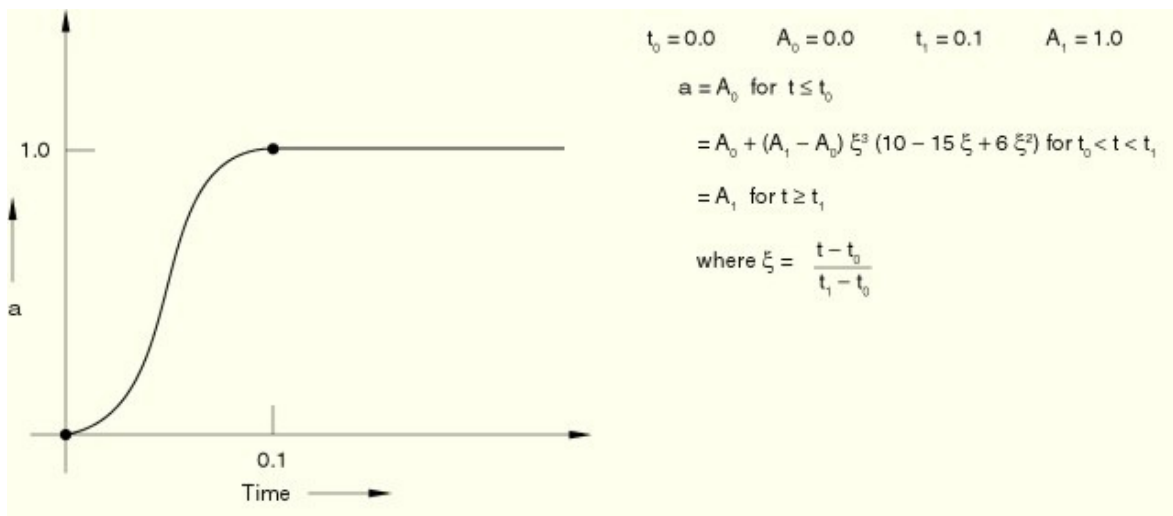 1.0
a
0.1
Time
t₀ = 0.0 A₀ = 0.0 t₁ = 0.1 A₁ = 1.0
a = A₀ for t ≤ t₀
= A₀ + (A₁ – A₀) ξ³ (10 – 15 ξ + 6 ξ²) for t₀ < t < t₁
= A₁ for t ≥ t₁
where ξ = t – t₀ / t₁ – t₀